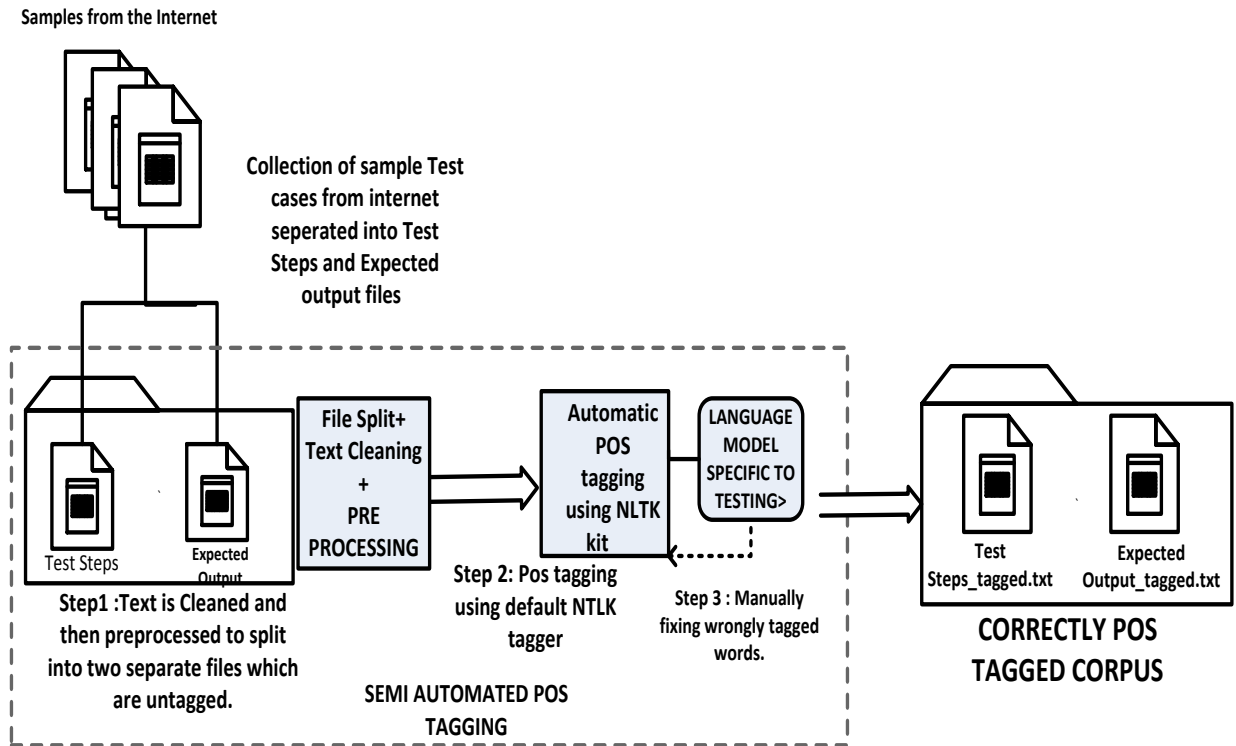 Samples from the Internet
Collection of sample Test
cases from internet
seperated into Test
Steps and Expected
output files
Test Steps
Expected
Output
File Split+
Text Cleaning
+
PRE
PROCESSING
Automatic
POS
tagging
using NLTK
kit
LANGUAGE
MODEL
SPECIFIC TO
TESTING>
Step1 :Text is Cleaned and
then preprocessed to split
into two separate files which
are untagged.
Step 2: Pos tagging
using default NTLK
tagger
Step 3 : Manually
fixing wrongly tagged
words.
SEMI AUTOMATED POS
TAGGING
Test
Steps_tagged.txt
Expected
Output_tagged.txt
CORRECTLY POS
TAGGED CORPUS